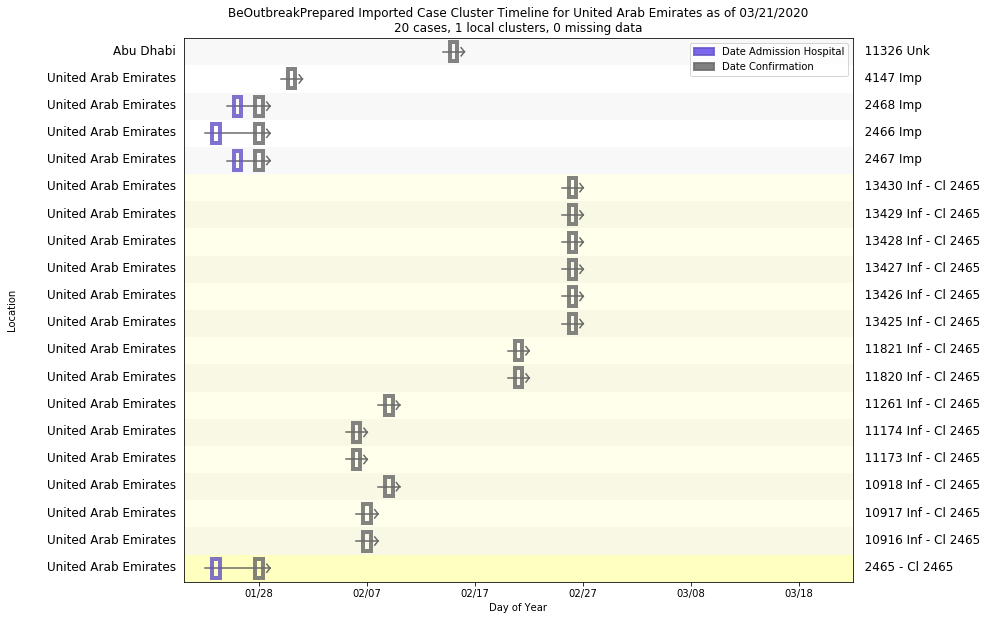 BeOutbreakPrepared Imported Case Cluster Timeline for United Arab Emirates as of 03/21/2020
20 cases, 1 local clusters, 0 missing data
Date Admission Hospital
Date Confirmation
Abu Dhabi 11326 Unk
United Arab Emirates 4147 Imp
United Arab Emirates 2468 Imp
United Arab Emirates 2466 Imp
United Arab Emirates 2467 Imp
United Arab Emirates 13430 Inf - Cl 2465
United Arab Emirates 13429 Inf - Cl 2465
United Arab Emirates 13428 Inf - Cl 2465
United Arab Emirates 13427 Inf - Cl 2465
United Arab Emirates 13426 Inf - Cl 2465
United Arab Emirates 13425 Inf - Cl 2465
United Arab Emirates 11821 Inf - Cl 2465
United Arab Emirates 11820 Inf - Cl 2465
United Arab Emirates 11261 Inf - Cl 2465
United Arab Emirates 11174 Inf - Cl 2465
United Arab Emirates 11173 Inf - Cl 2465
United Arab Emirates 10918 Inf - Cl 2465
United Arab Emirates 10917 Inf - Cl 2465
United Arab Emirates 10916 Inf - Cl 2465
United Arab Emirates 2465 - Cl 2465
Location
01/28 02/07 02/17 02/27 03/08 03/18
Day of Year